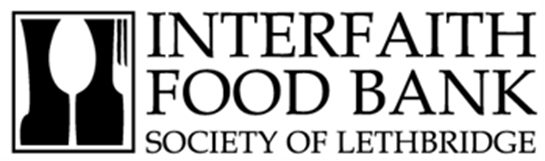 INTERFAITH
FOOD BANK
SOCIETY OF LETHBRIDGE